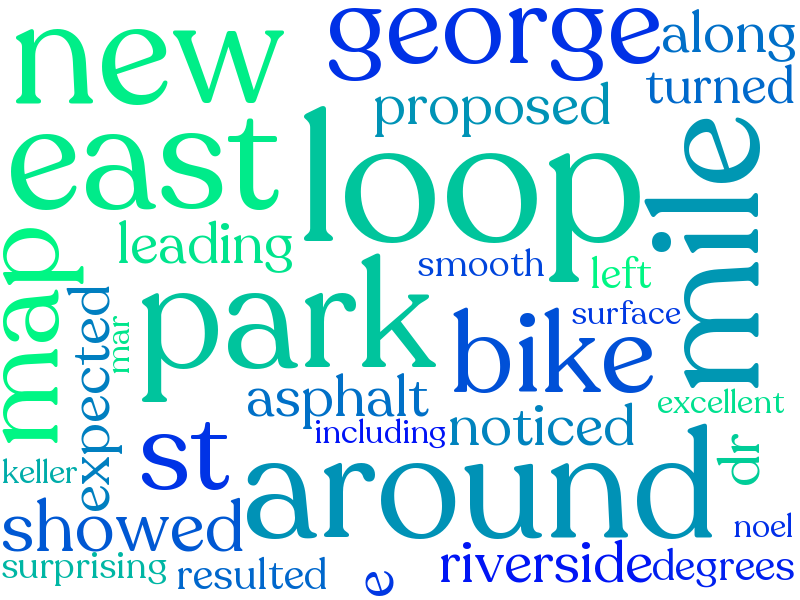 new
george
along
turned
proposed
east
loop
mile
leading
smooth
left
map
expected
mar
park
surface
bike
asphalt
excellent
including
noticed
st
around
dr
keller
showed
noel
surprising
resulted
e
riverside
degrees